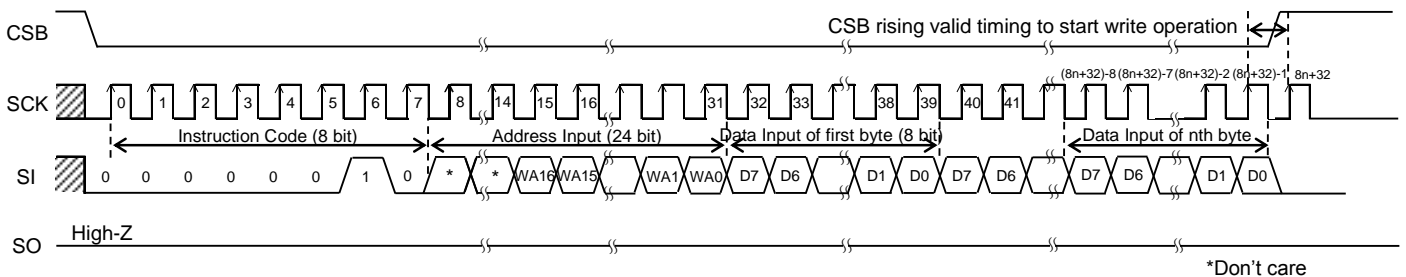 CSB
CSB rising valid timing to start write operation
(8n+32)-8 (8n+32)-7 (8n+32)-2 (8n+32)-1 8n+32
SCK
0 1 2 3 4 5 6 7 8 14 15 16 31 32 33 38 39 40 41
Instruction Code (8 bit) Address Input (24 bit) Data Input of first byte (8 bit) Data Input of nth byte
SI
0 0 0 0 0 0 1 0 * * WA16 WA15 WA1 WA0 D7 D6 D1 D0 D7 D6 D7 D6 D1 D0
High-Z
SO
*Don't care